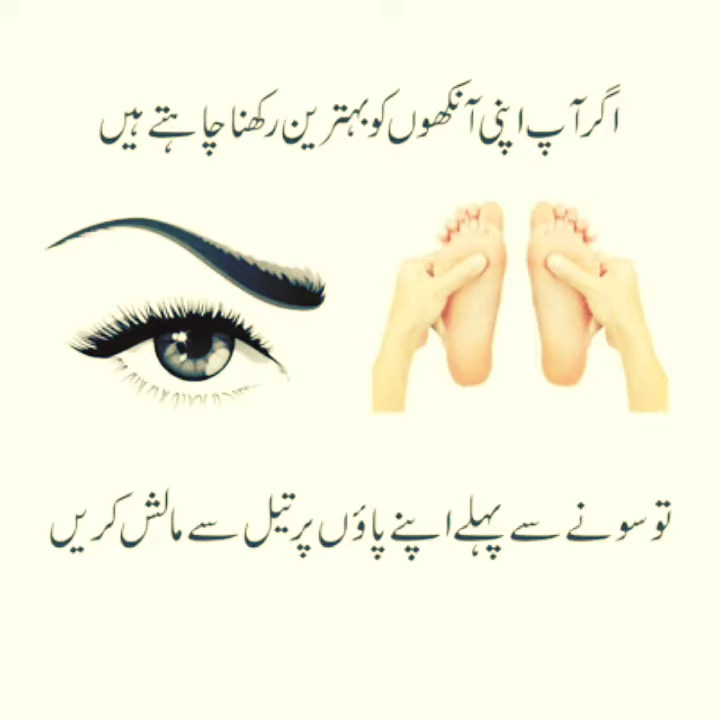 اگر آپ اپنی آنکھوں کو بہترین رکھنا چاہتے ہیں
تو سونے سے پہلے اپنے پاؤں پر تیل سے مالش کریں